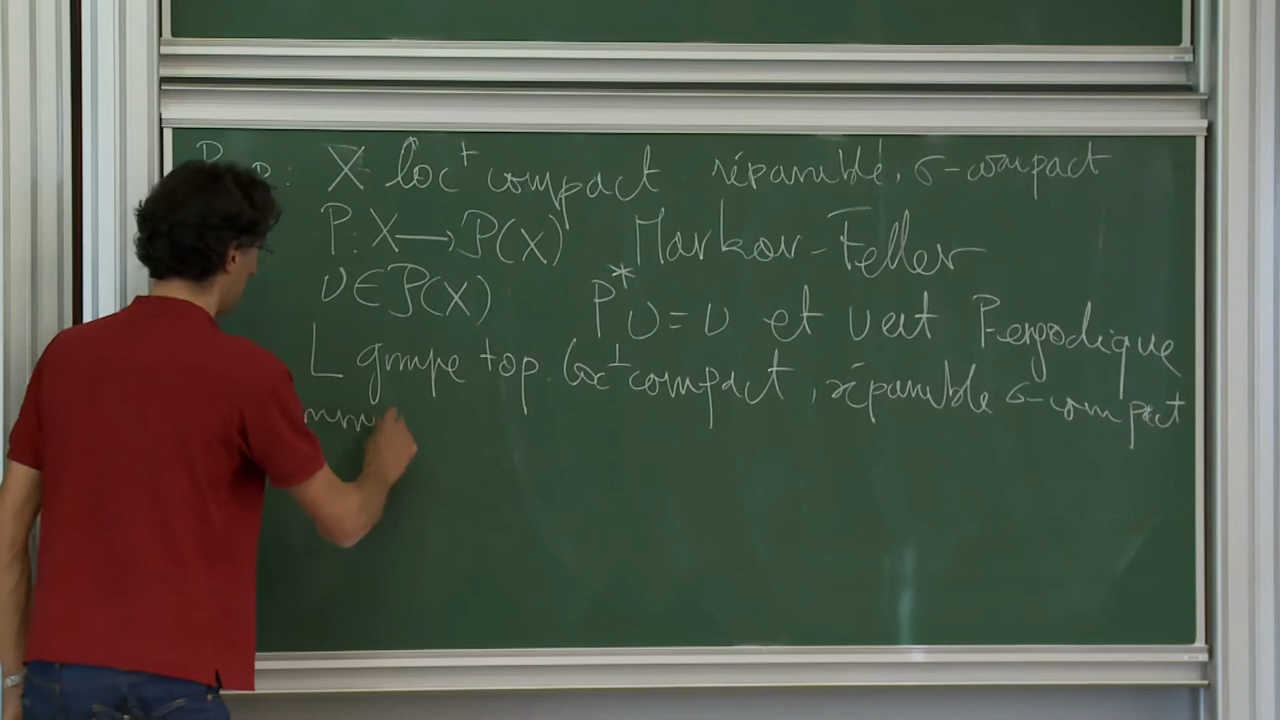 P P: X loc^t compact séparable, σ-compact
P: X → P(X) Markov-Feller
ν ∈ P(X) P*ν = ν et ν est P ergodique
L groupe top. loc^t compact, séparable σ-compact